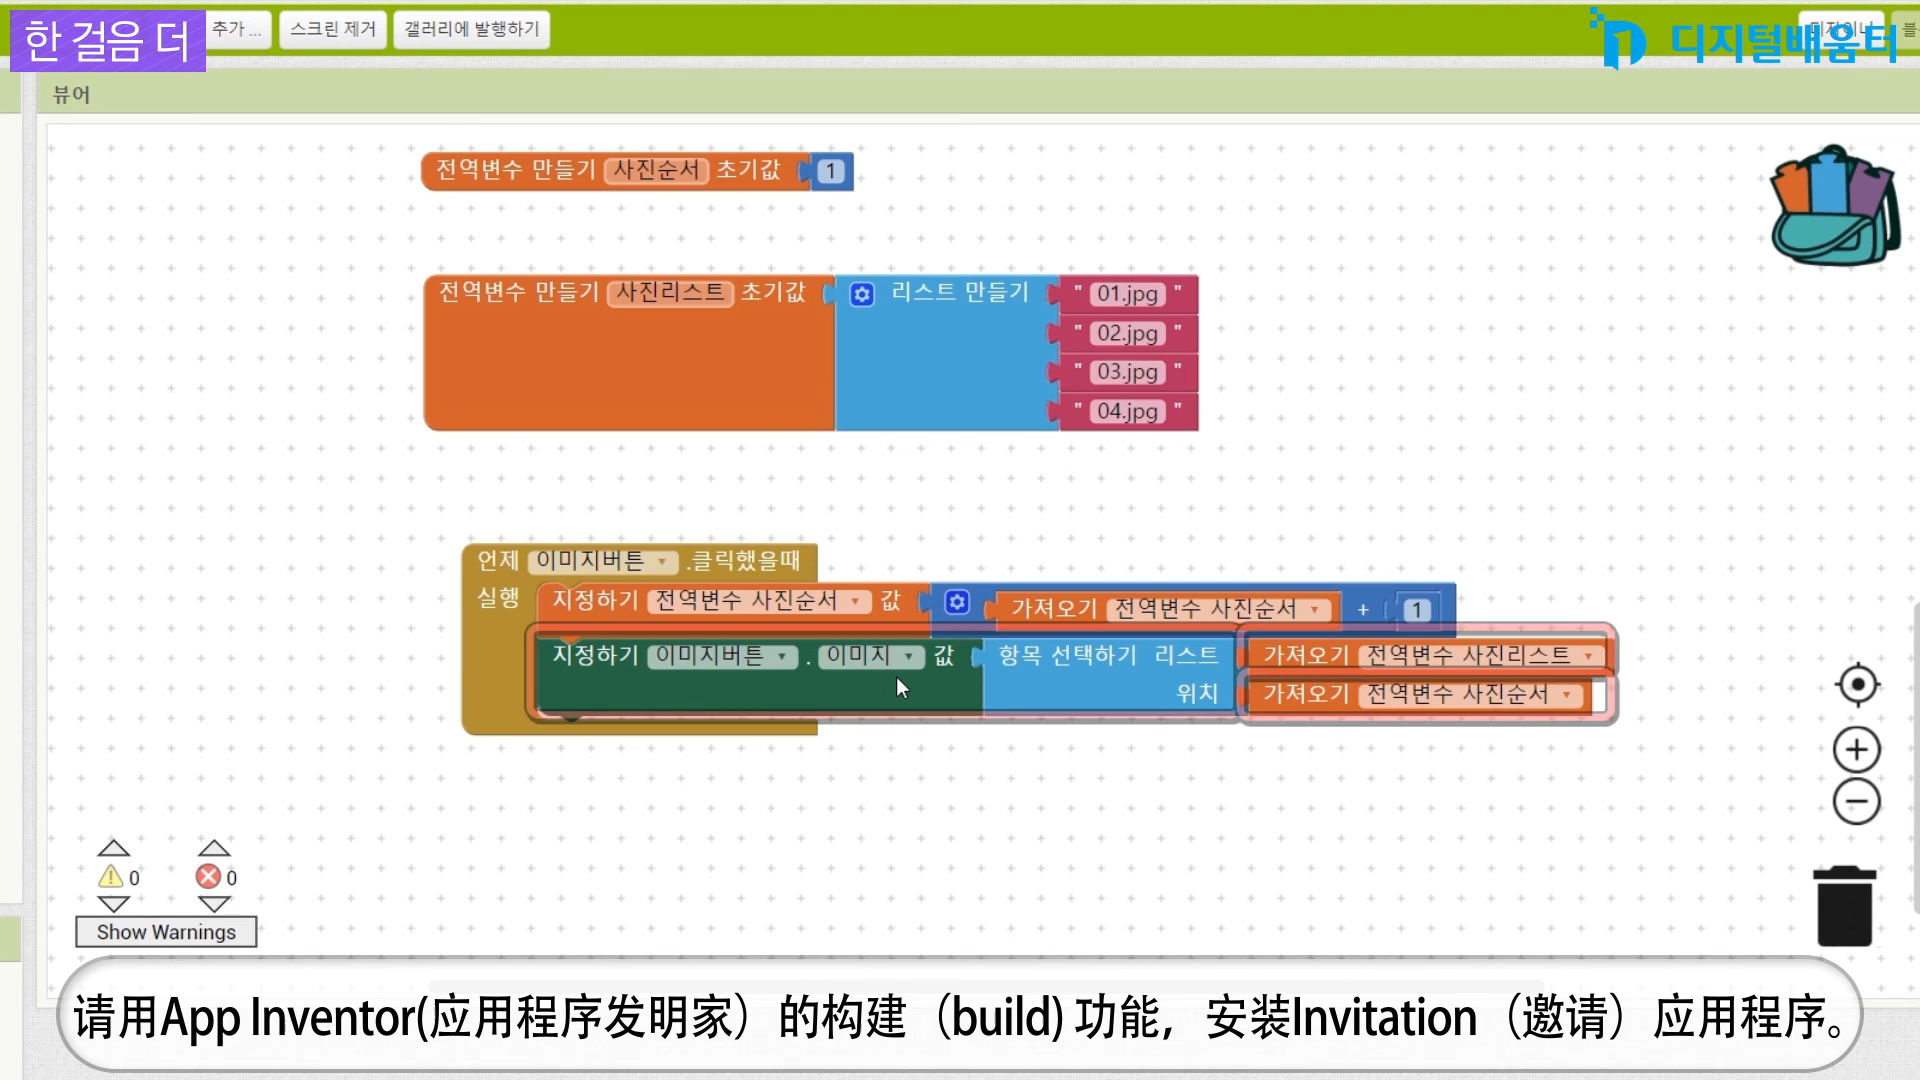 한 걸음 더
추가 ...
스크린 제거
갤러리에 발행하기
디자이너
디지털배움터
뷰어
전역변수 만들기 사진순서 초기값 1
전역변수 만들기 사진리스트 초기값 리스트 만들기 " 01.jpg "
" 02.jpg "
" 03.jpg "
" 04.jpg "
언제 이미지버튼 .클릭했을때
실행 지정하기 전역변수 사진순서 값 가져오기 전역변수 사진순서 + 1
지정하기 이미지버튼 . 이미지 값 항목 선택하기 리스트 가져오기 전역변수 사진리스트
위치 가져오기 전역변수 사진순서
0 0
Show Warnings
请用App Inventor(应用程序发明家）的构建（build) 功能，安装Invitation（邀请）应用程序。